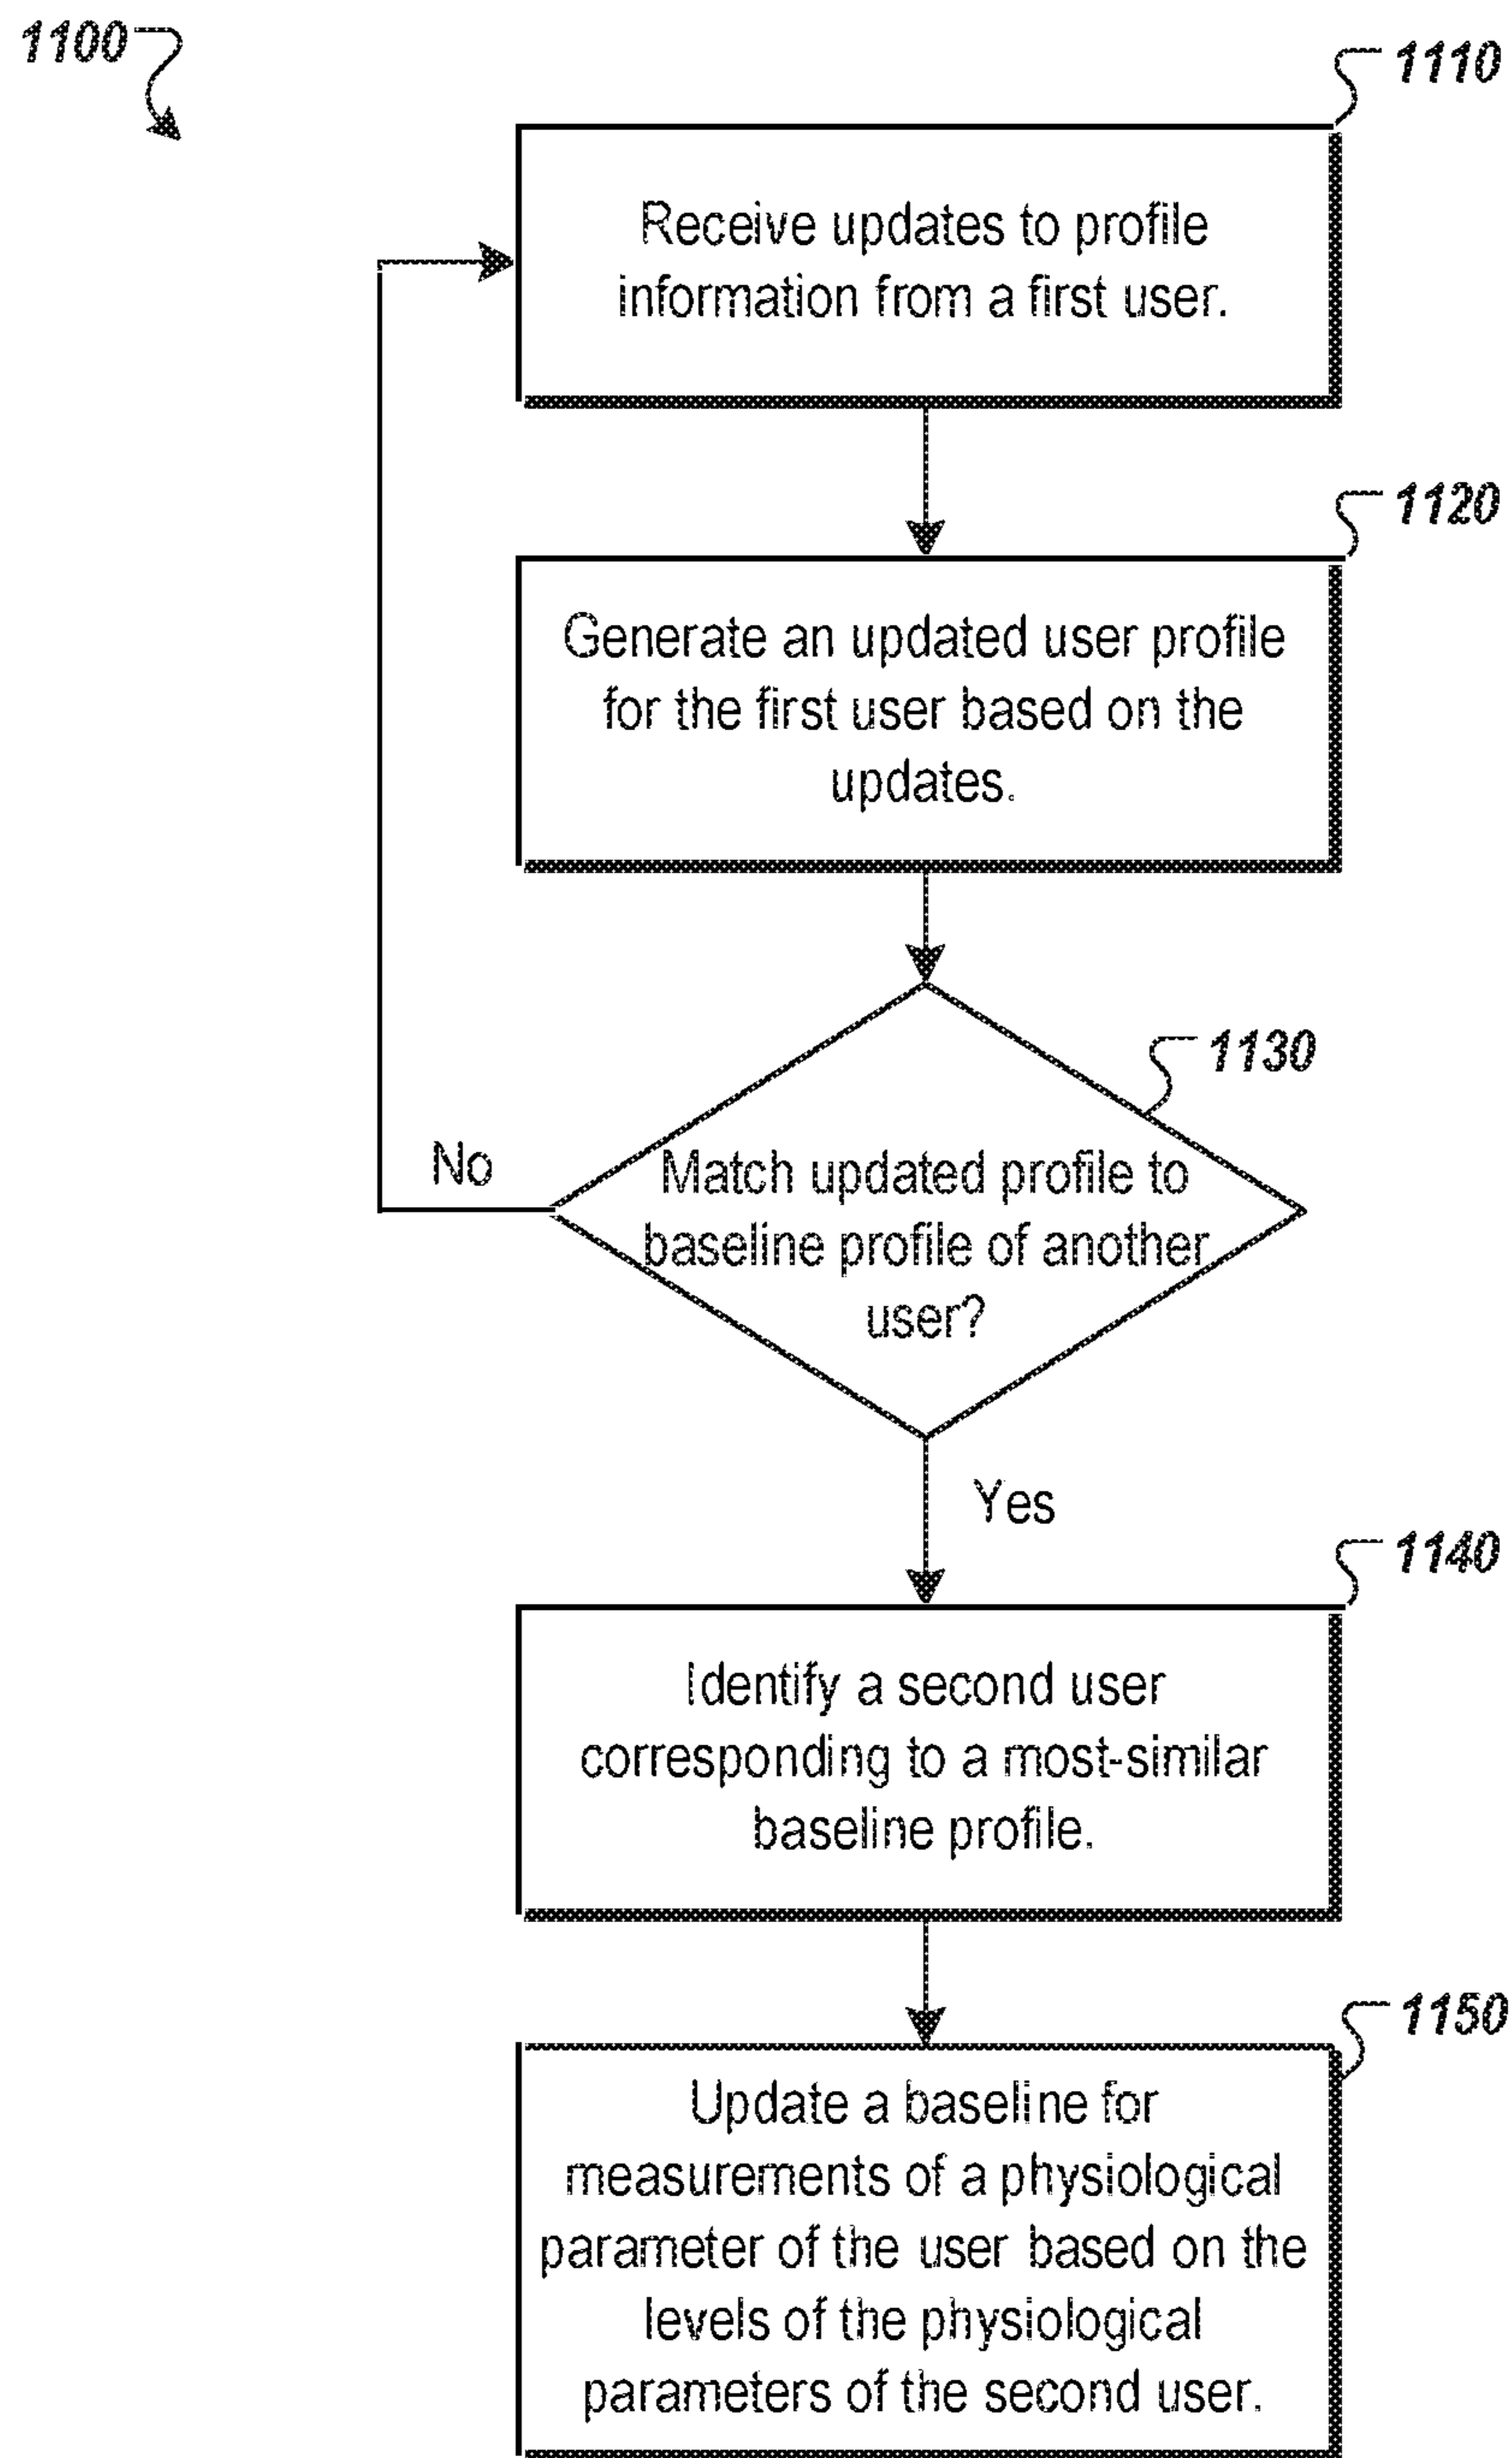 1100
1110
Receive updates to profile
information from a first user.
1120
Generate an updated user profile
for the first user based on the
updates.
1130
No
Match updated profile to
baseline profile of another
user?
Yes
1140
Identify a second user
corresponding to a most-similar
baseline profile.
1150
Update a baseline for
measurements of a physiological
parameter of the user based on the
levels of the physiological
parameters of the second user.